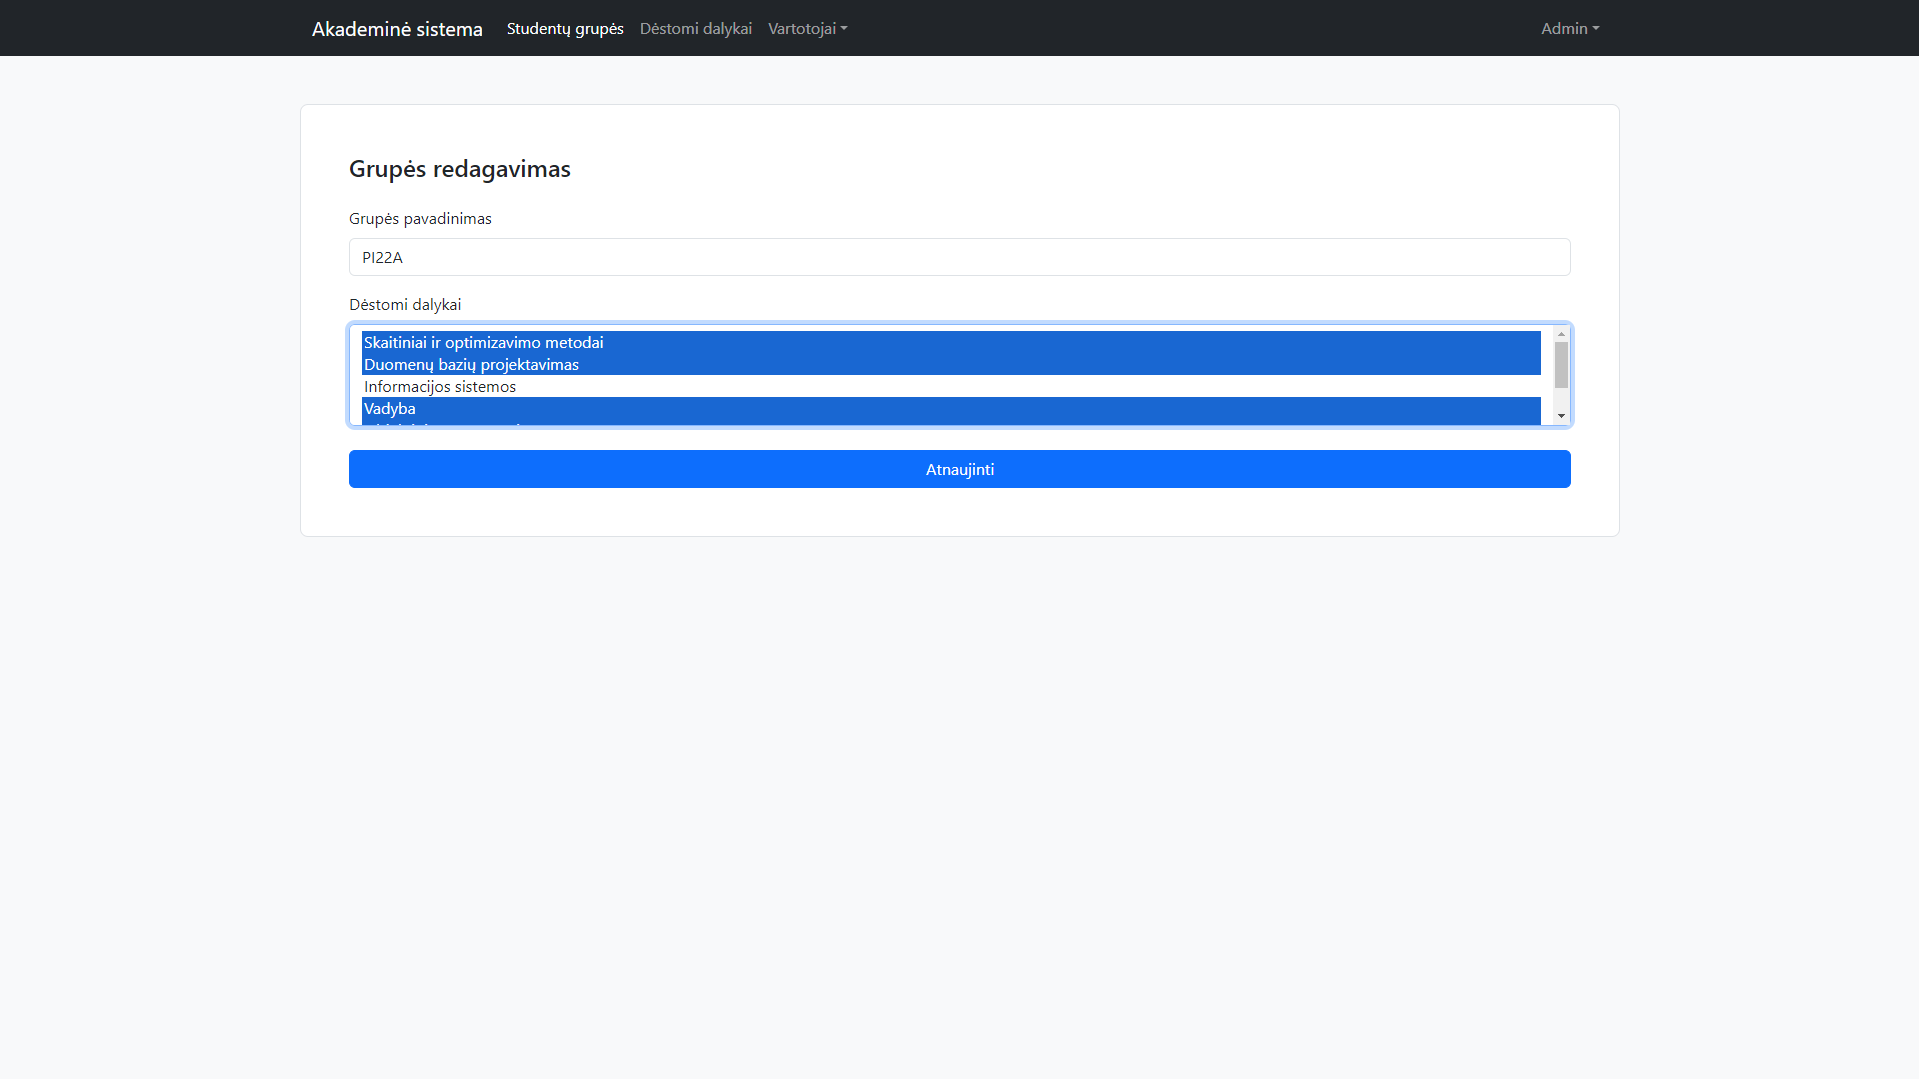 Akademinė sistema
Studentų grupės
Dėstomi dalykai
Vartotojai
Admin
Grupės redagavimas
Grupės pavadinimas
PI22A
Dėstomi dalykai
Skaitiniai ir optimizavimo metodai
Duomenų bazių projektavimas
Informacijos sistemos
Vadyba
Atnaujinti